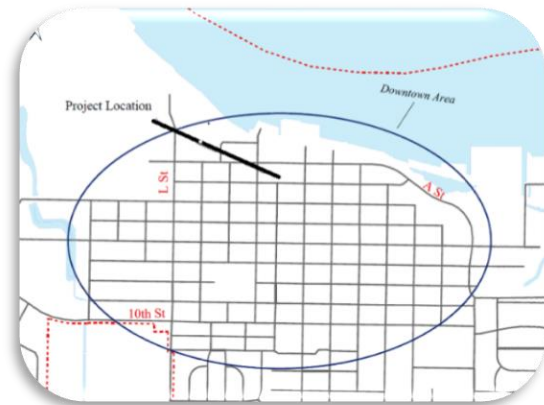 Downtown Area
Project Location
L St
A St
10th St